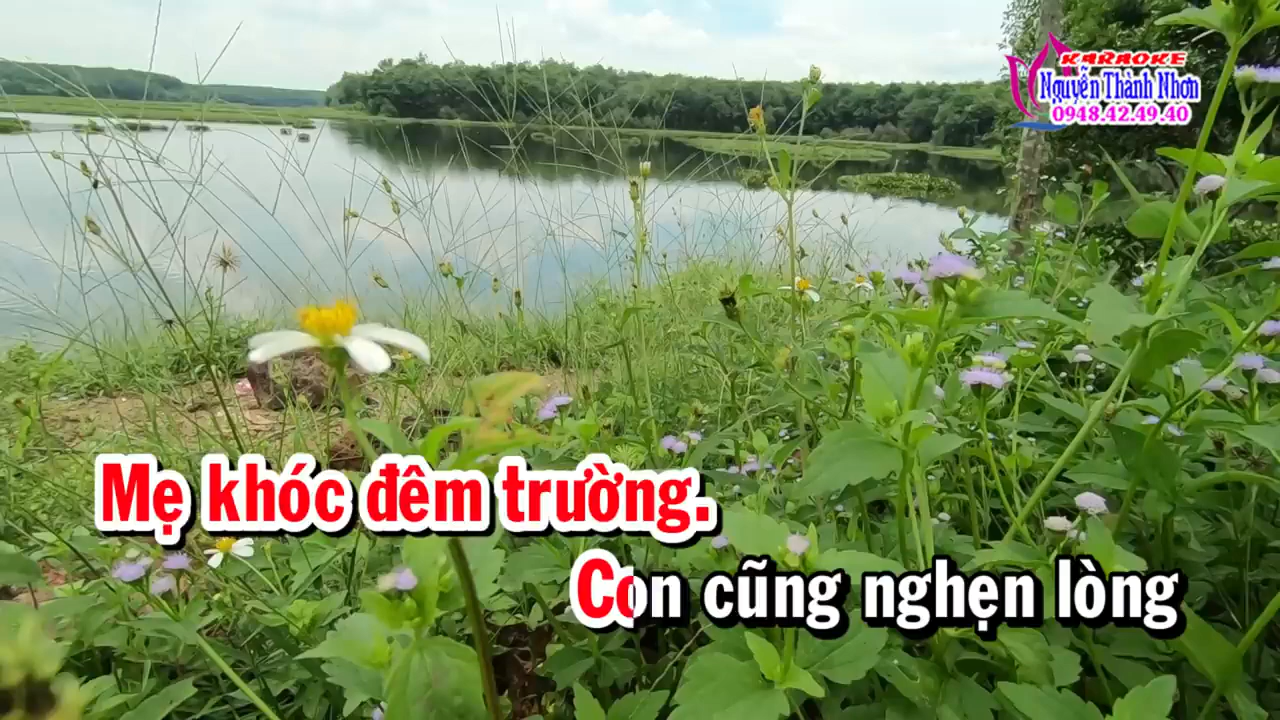 KARAOKE
Nguyễn Thành Nhơn
0948.42.49.40
Mẹ khóc đêm trường.
Con cũng nghẹn lòng